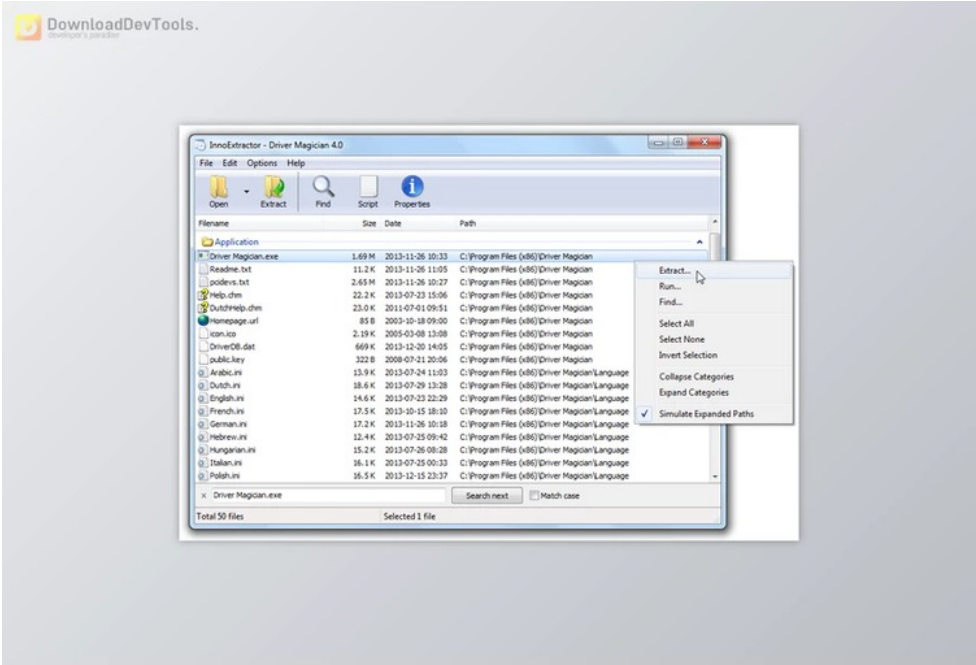 DownloadDevTools.
developer's paradise
InnoExtractor - Driver Magician 4.0
File Edit Options Help
Open Extract Find Script Properties
Filename Size Date Path
Application
Driver Magician.exe 1.69 M 2013-11-26 10:33 C:\Program Files (x86)\Driver Magician
Readme.txt 11.2 K 2013-11-26 11:05 C:\Program Files (x86)\Driver Magician
pcidevs.txt 2.65 M 2013-11-26 10:27 C:\Program Files (x86)\Driver Magician
Help.chm 22.2 K 2013-07-23 15:06 C:\Program Files (x86)\Driver Magician
DutchHelp.chm 23.0 K 2011-07-01 09:51 C:\Program Files (x86)\Driver Magician
Homepage.url 85 B 2003-10-18 09:00 C:\Program Files (x86)\Driver Magician
icon.ico 2.19 K 2005-03-08 13:08 C:\Program Files (x86)\Driver Magician
DriverDB.dat 669 K 2013-12-20 14:05 C:\Program Files (x86)\Driver Magician
public.key 322 B 2008-07-21 20:06 C:\Program Files (x86)\Driver Magician
Arabic.ini 13.9 K 2013-07-24 11:03 C:\Program Files (x86)\Driver Magician\Language
Dutch.ini 18.6 K 2013-07-29 13:28 C:\Program Files (x86)\Driver Magician\Language
English.ini 14.6 K 2013-07-23 22:29 C:\Program Files (x86)\Driver Magician\Language
French.ini 17.5 K 2013-10-15 18:10 C:\Program Files (x86)\Driver Magician\Language
German.ini 17.2 K 2013-11-26 10:18 C:\Program Files (x86)\Driver Magician\Language
Hebrew.ini 12.4 K 2013-07-25 09:42 C:\Program Files (x86)\Driver Magician\Language
Hungarian.ini 15.2 K 2013-07-26 08:28 C:\Program Files (x86)\Driver Magician\Language
Italian.ini 16.1 K 2013-07-25 00:33 C:\Program Files (x86)\Driver Magician\Language
Polish.ini 16.5 K 2013-12-15 23:37 C:\Program Files (x86)\Driver Magician\Language
Extract...
Run...
Find...
Select All
Select None
Invert Selection
Collapse Categories
Expand Categories
Simulate Expanded Paths
Driver Magician.exe Search next Match case
Total 50 files Selected 1 file